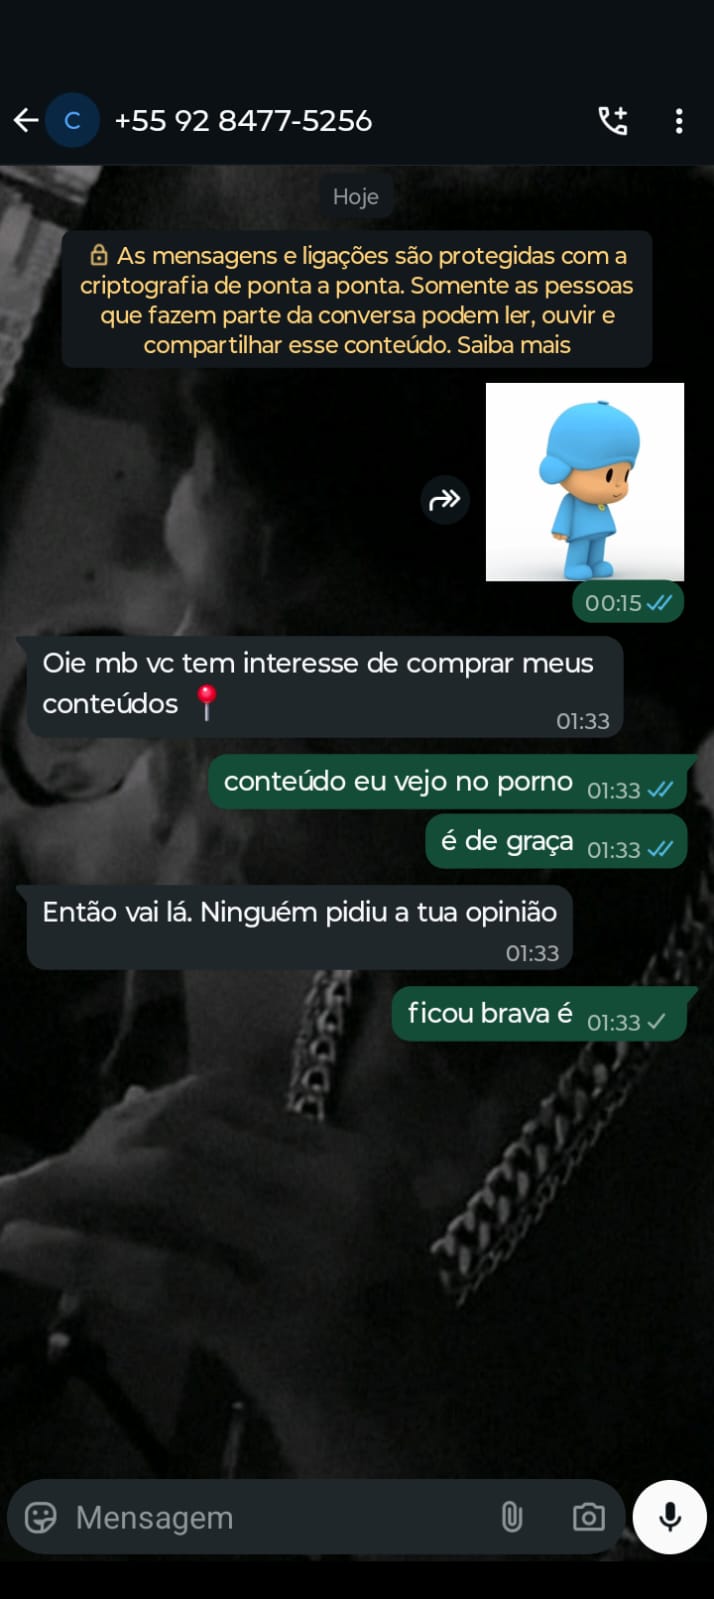 C
+55 92 8477-5256
Hoje
As mensagens e ligações são protegidas com a
criptografia de ponta a ponta. Somente as pessoas
que fazem parte da conversa podem ler, ouvir e
compartilhar esse conteúdo. Saiba mais
00:15
Oie mb vc tem interesse de comprar meus
conteúdos 📍
01:33
conteúdo eu vejo no porno 01:33
é de graça 01:33
Então vai lá. Ninguém pidiu a tua opinião
01:33
ficou brava é 01:33
Mensagem